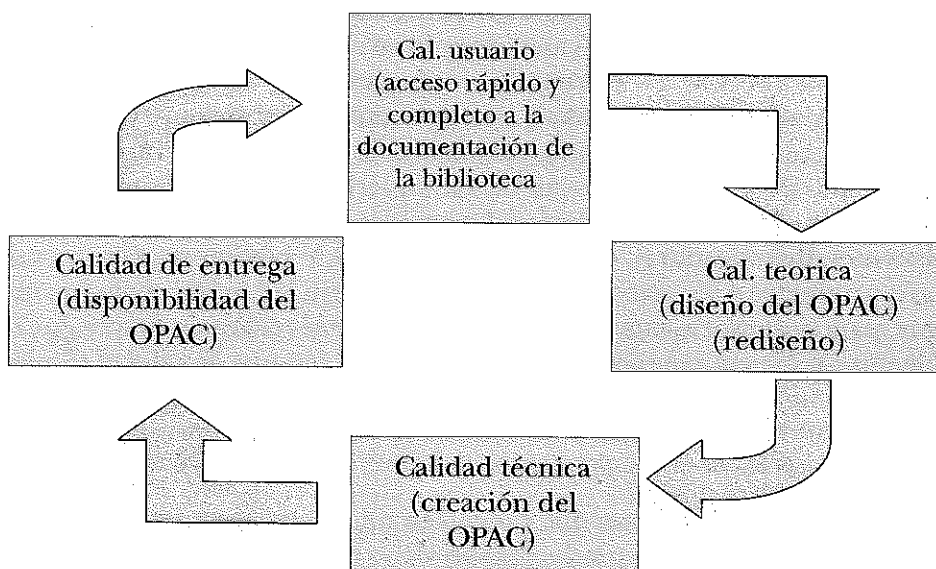 Cal. usuario
(acceso rápido y
completo a la
documentación de
la biblioteca
Calidad de entrega
(disponibilidad del
OPAC)
Cal. teorica
(diseño del OPAC)
(rediseño)
Calidad técnica
(creación del
OPAC)